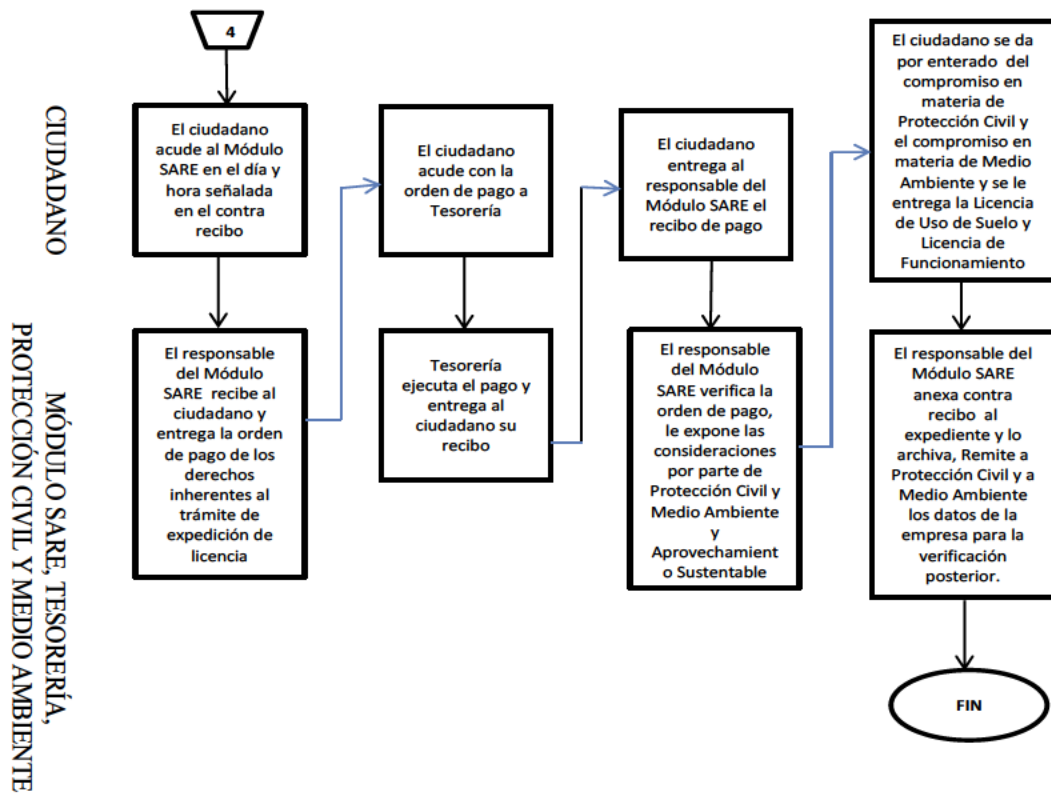 4
CIUDADANO
El ciudadano
acude al Módulo
SARE en el día y
hora señalada
en el contra
recibo
El ciudadano
acude con la
orden de pago a
Tesorería
El ciudadano
entrega al
responsable del
Módulo SARE el
recibo de pago
El ciudadano se da
por enterado del
compromiso en
materia de
Protección Civil y
el compromiso en
materia de Medio
Ambiente y se le
entrega la Licencia
de Uso de Suelo y
Licencia de
Funcionamiento
MÓDULO SARE, TESORERÍA,
PROTECCIÓN CIVIL Y MEDIO AMBIENTE
El responsable
del Módulo
SARE recibe al
ciudadano y
entrega la orden
de pago de los
derechos
inherentes al
trámite de
expedición de
licencia
Tesorería
ejecuta el pago y
entrega al
ciudadano su
recibo
El responsable
del Módulo
SARE verifica la
orden de pago,
le expone las
consideraciones
por parte de
Protección Civil y
Medio Ambiente
y
Aprovechamient
o Sustentable
El responsable del
Módulo SARE
anexa contra
recibo al
expediente y lo
archiva, Remite a
Protección Civil y a
Medio Ambiente
los datos de la
empresa para la
verificación
posterior.
FIN